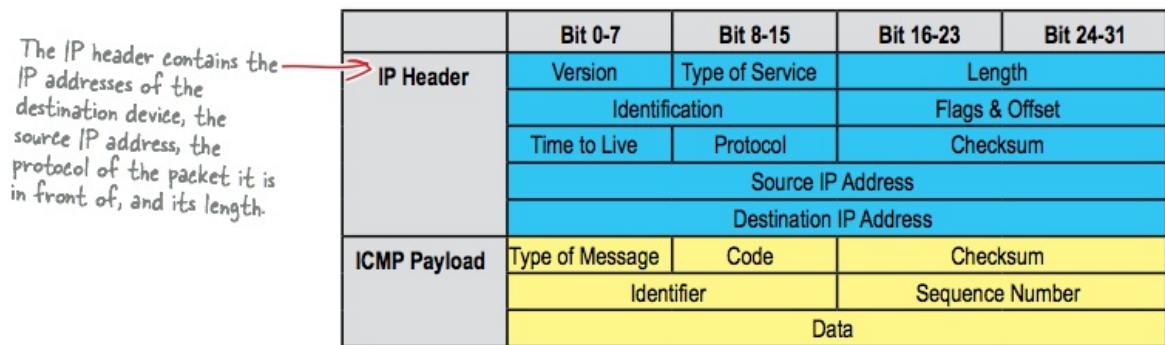 The IP header contains the
IP addresses of the
destination device, the
source IP address, the
protocol of the packet it is
in front of, and its length.
Bit 0-7 Bit 8-15 Bit 16-23 Bit 24-31
IP Header Version Type of Service Length
Identification Flags & Offset
Time to Live Protocol Checksum
Source IP Address
Destination IP Address
ICMP Payload Type of Message Code Checksum
Identifier Sequence Number
Data